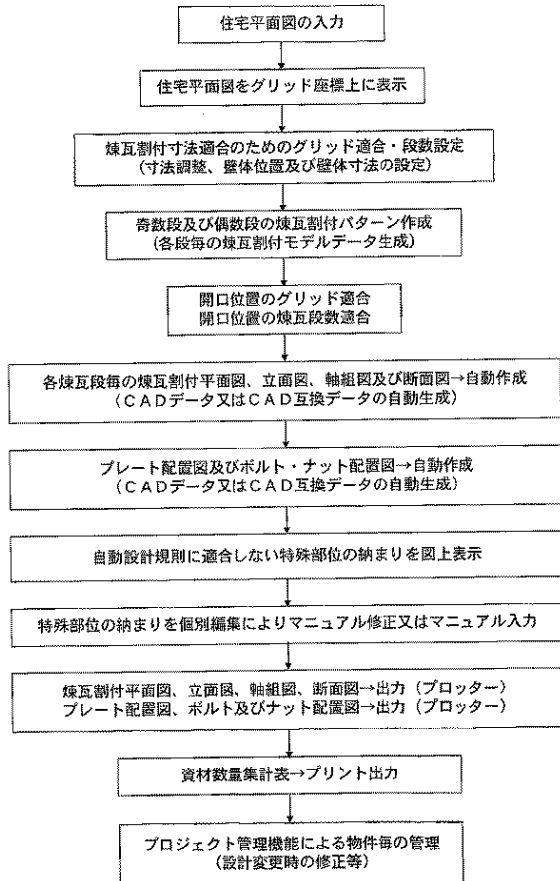 住宅平面図の入力
住宅平面図をグリッド座標上に表示
煉瓦割付寸法適合のためのグリッド適合・段数設定
(寸法調整、壁体位置及び壁体寸法の設定)
奇数段及び偶数段の煉瓦割付パターン作成
(各段毎の煉瓦割付モデルデータ生成)
開口位置のグリッド適合
開口位置の煉瓦段数適合
各煉瓦段毎の煉瓦割付平面図、立面図、軸組図及び断面図→自動作成
(CADデータ又はCAD互換データの自動生成)
プレート配置図及びボルト・ナット配置図→自動作成
(CADデータ又はCAD互換データの自動生成)
自動設計規則に適合しない特殊部位の納まりを図上表示
特殊部位の納まりを個別編集によりマニュアル修正又はマニュアル入力
煉瓦割付平面図、立面図、軸組図、断面図→出力(プロッター)
プレート配置図、ボルト及びナット配置図→出力(プロッター)
資材数量集計表→プリント出力
プロジェクト管理機能による物件毎の管理
(設計変更時の修正等)